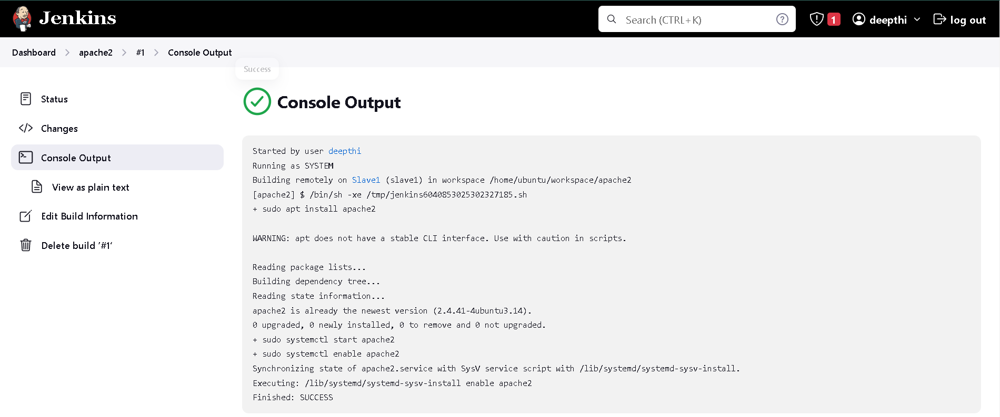 Jenkins
Search (CTRL+K)
1
deepthi
log out
Dashboard
apache2
#1
Console Output
Success
Status
Changes
Console Output
View as plain text
Edit Build Information
Delete build ‘#1’
Console Output
Started by user deepthi
Running as SYSTEM
Building remotely on Slave1 (slave1) in workspace /home/ubuntu/workspace/apache2
[apache2] $ /bin/sh -xe /tmp/jenkins6040853025302327185.sh
+ sudo apt install apache2
WARNING: apt does not have a stable CLI interface. Use with caution in scripts.
Reading package lists...
Building dependency tree...
Reading state information...
apache2 is already the newest version (2.4.41-4ubuntu3.14).
0 upgraded, 0 newly installed, 0 to remove and 0 not upgraded.
+ sudo systemctl start apache2
+ sudo systemctl enable apache2
Synchronizing state of apache2.service with SysV service script with /lib/systemd/systemd-sysv-install.
Executing: /lib/systemd/systemd-sysv-install enable apache2
Finished: SUCCESS